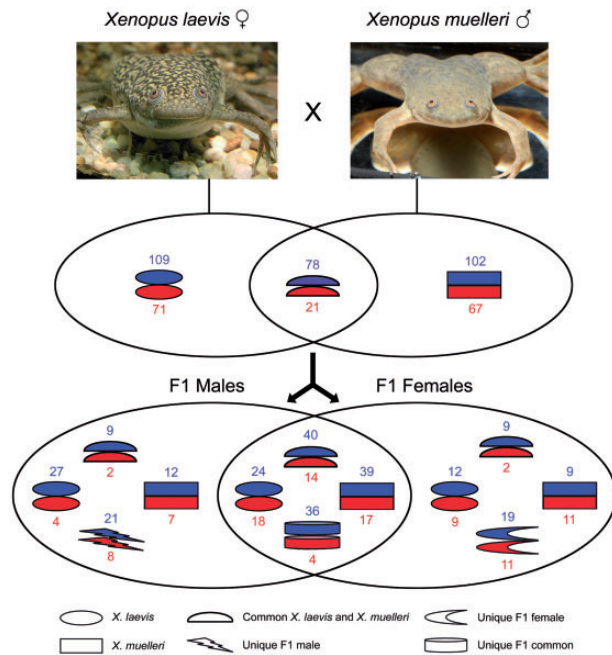 Xenopus laevis ♀ Xenopus muelleri ♂
X
109 78 102
71 21 67
F1 Males F1 Females
9 40 9
2 14 2
27 12 24 39 12 9
4 7 18 17 9 11
21 36 19
8 4 11
X. laevis Common X. laevis and X. muelleri Unique F1 female
X. muelleri Unique F1 male Unique F1 common